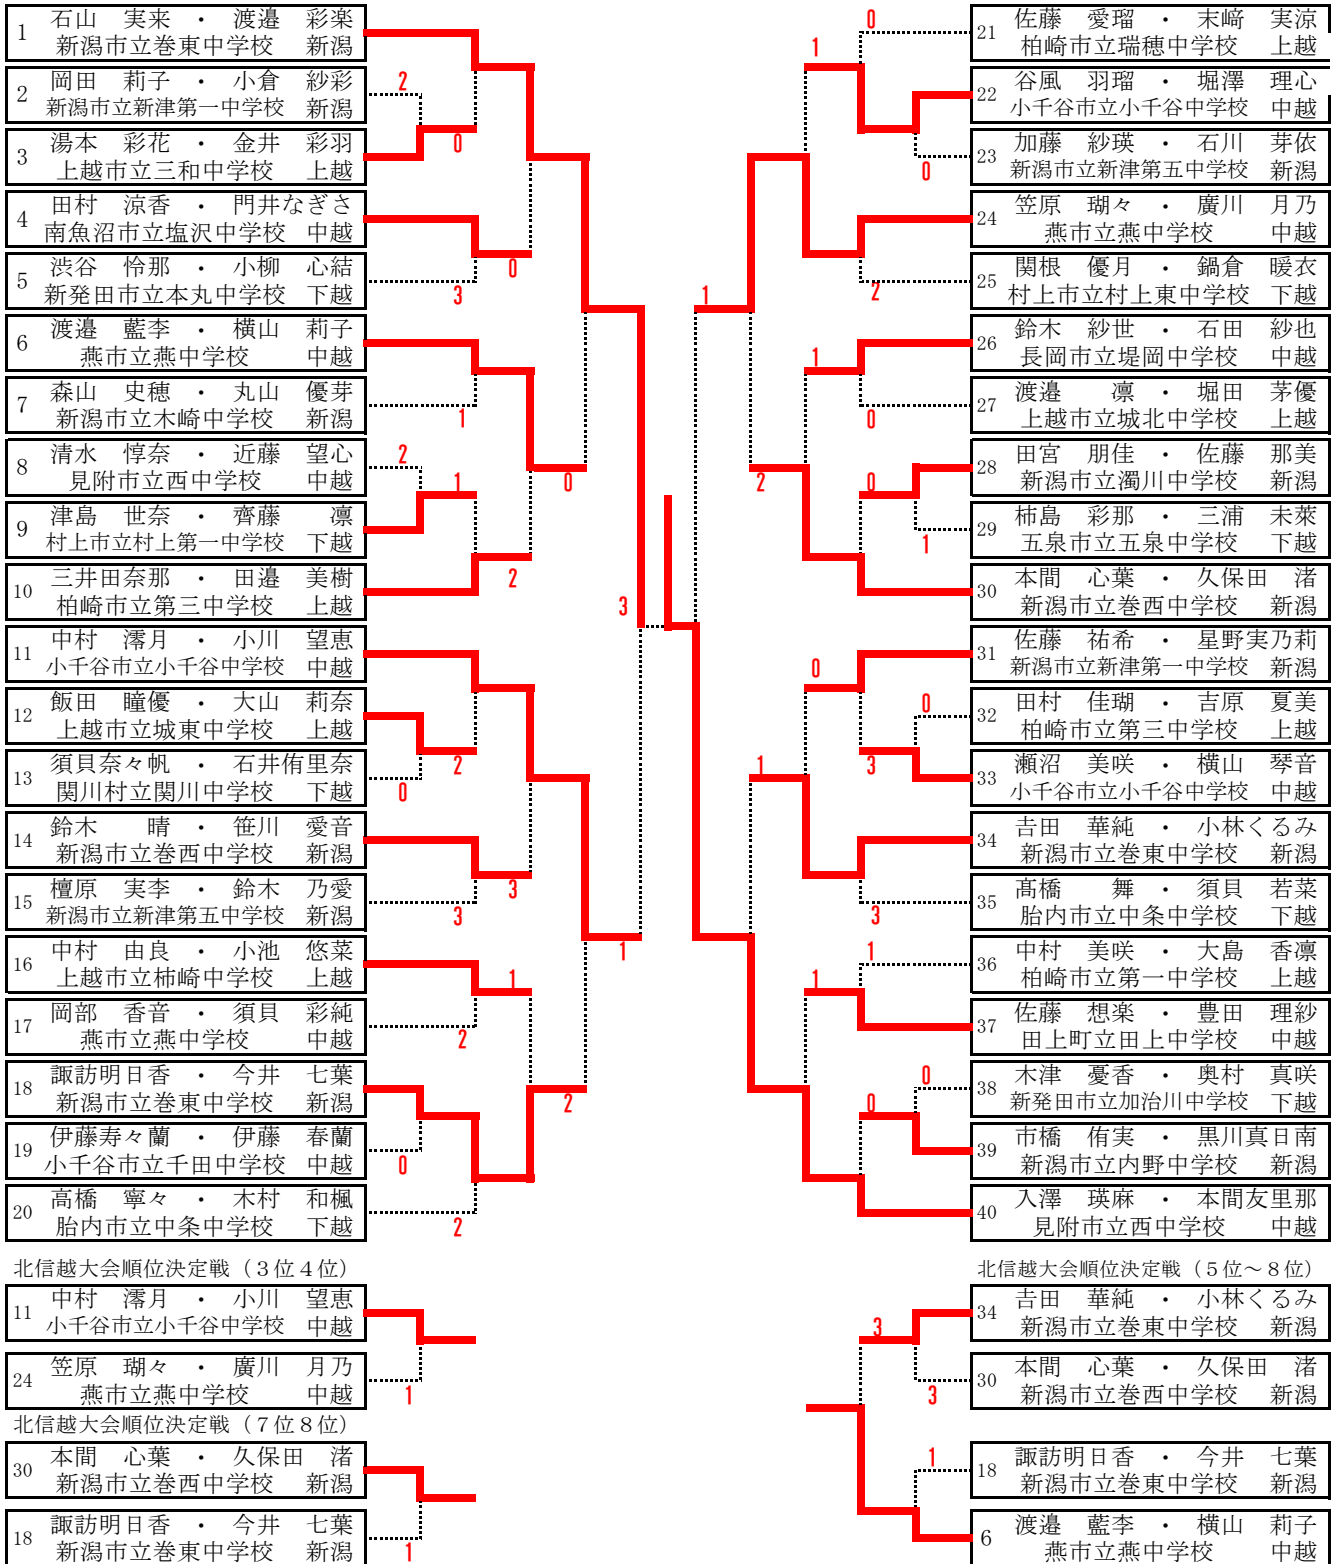 1 石山　実来 ・ 渡邉　彩楽
新潟市立巻東中学校　新潟
2 岡田　莉子 ・ 小倉　紗彩
新潟市立新津第一中学校　新潟
2
3 湯本　彩花 ・ 金井　彩羽
上越市立三和中学校　上越
0
4 田村　涼香 ・ 門井なぎさ
南魚沼市立塩沢中学校　中越
0
5 渋谷　怜那 ・ 小柳　心結
新発田市立本丸中学校　下越
3
6 渡邉　藍李 ・ 横山　莉子
燕市立燕中学校　中越
7 森山　史穂 ・ 丸山　優芽
新潟市立木崎中学校　新潟
1
8 清水　惇奈 ・ 近藤　望心
見附市立西中学校　中越
2
1
0
9 津島　世奈 ・ 齊藤　凛
村上市立村上第一中学校　下越
2
10 三井田奈那 ・ 田邉　美樹
柏崎市立第三中学校　上越
3
11 中村　澪月 ・ 小川　望恵
小千谷市立小千谷中学校　中越
12 飯田　瞳優 ・ 大山　莉奈
上越市立城東中学校　上越
2
13 須貝奈々帆 ・ 石井侑里奈
関川村立関川中学校　下越
0
14 鈴木　晴 ・ 笹川　愛音
新潟市立巻西中学校　新潟
3
15 檀原　実李 ・ 鈴木　乃愛
新潟市立新津第五中学校　新潟
3
1
16 中村　由良 ・ 小池　悠菜
上越市立柿崎中学校　上越
1
17 岡部　香音 ・ 須貝　彩純
燕市立燕中学校　中越
2
18 諏訪明日香 ・ 今井　七葉
新潟市立巻東中学校　新潟
2
19 伊藤寿々蘭 ・ 伊藤　春蘭
小千谷市立千田中学校　中越
0
20 高橋　寧々 ・ 木村　和楓
胎内市立中条中学校　下越
2
0
21 佐藤　愛瑠 ・ 末﨑　実涼
柏崎市立瑞穂中学校　上越
1
22 谷風　羽瑠 ・ 堀澤　理心
小千谷市立小千谷中学校　中越
23 加藤　紗瑛 ・ 石川　芽依
新潟市立新津第五中学校　新潟
0
24 笠原　瑚々 ・ 廣川　月乃
燕市立燕中学校　中越
25 関根　優月 ・ 鍋倉　暖衣
村上市立村上東中学校　下越
2
1
26 鈴木　紗世 ・ 石田　紗也
長岡市立堤岡中学校　中越
1
27 渡邉　凛 ・ 堀田　茅優
上越市立城北中学校　上越
0
28 田宮　朋佳 ・ 佐藤　那美
新潟市立濁川中学校　新潟
0
2
29 柿島　彩那 ・ 三浦　未萊
五泉市立五泉中学校　下越
1
30 本間　心葉 ・ 久保田　渚
新潟市立巻西中学校　新潟
31 佐藤　祐希 ・ 星野実乃莉
新潟市立新津第一中学校　新潟
0
32 田村　佳瑚 ・ 吉原　夏美
柏崎市立第三中学校　上越
0
33 瀬沼　美咲 ・ 横山　琴音
小千谷市立小千谷中学校　中越
3
1
34 吉田　華純 ・ 小林くるみ
新潟市立巻東中学校　新潟
35 髙橋　舞 ・ 須貝　若菜
胎内市立中条中学校　下越
3
36 中村　美咲 ・ 大島　香凛
柏崎市立第一中学校　上越
1
1
37 佐藤　想楽 ・ 豊田　理紗
田上町立田上中学校　中越
38 木津　憂香 ・ 奥村　真咲
新発田市立加治川中学校　下越
0
0
39 市橋　侑実 ・ 黒川真日南
新潟市立内野中学校　新潟
40 入澤　瑛麻 ・ 本間友里那
見附市立西中学校　中越
北信越大会順位決定戦（３位４位）
11 中村　澪月 ・ 小川　望恵
小千谷市立小千谷中学校　中越
24 笠原　瑚々 ・ 廣川　月乃
燕市立燕中学校　中越
1
北信越大会順位決定戦（７位８位）
30 本間　心葉 ・ 久保田　渚
新潟市立巻西中学校　新潟
18 諏訪明日香 ・ 今井　七葉
新潟市立巻東中学校　新潟
1
北信越大会順位決定戦（５位～８位）
34 吉田　華純 ・ 小林くるみ
新潟市立巻東中学校　新潟
3
30 本間　心葉 ・ 久保田　渚
新潟市立巻西中学校　新潟
3
18 諏訪明日香 ・ 今井　七葉
新潟市立巻東中学校　新潟
1
6 渡邉　藍李 ・ 横山　莉子
燕市立燕中学校　中越